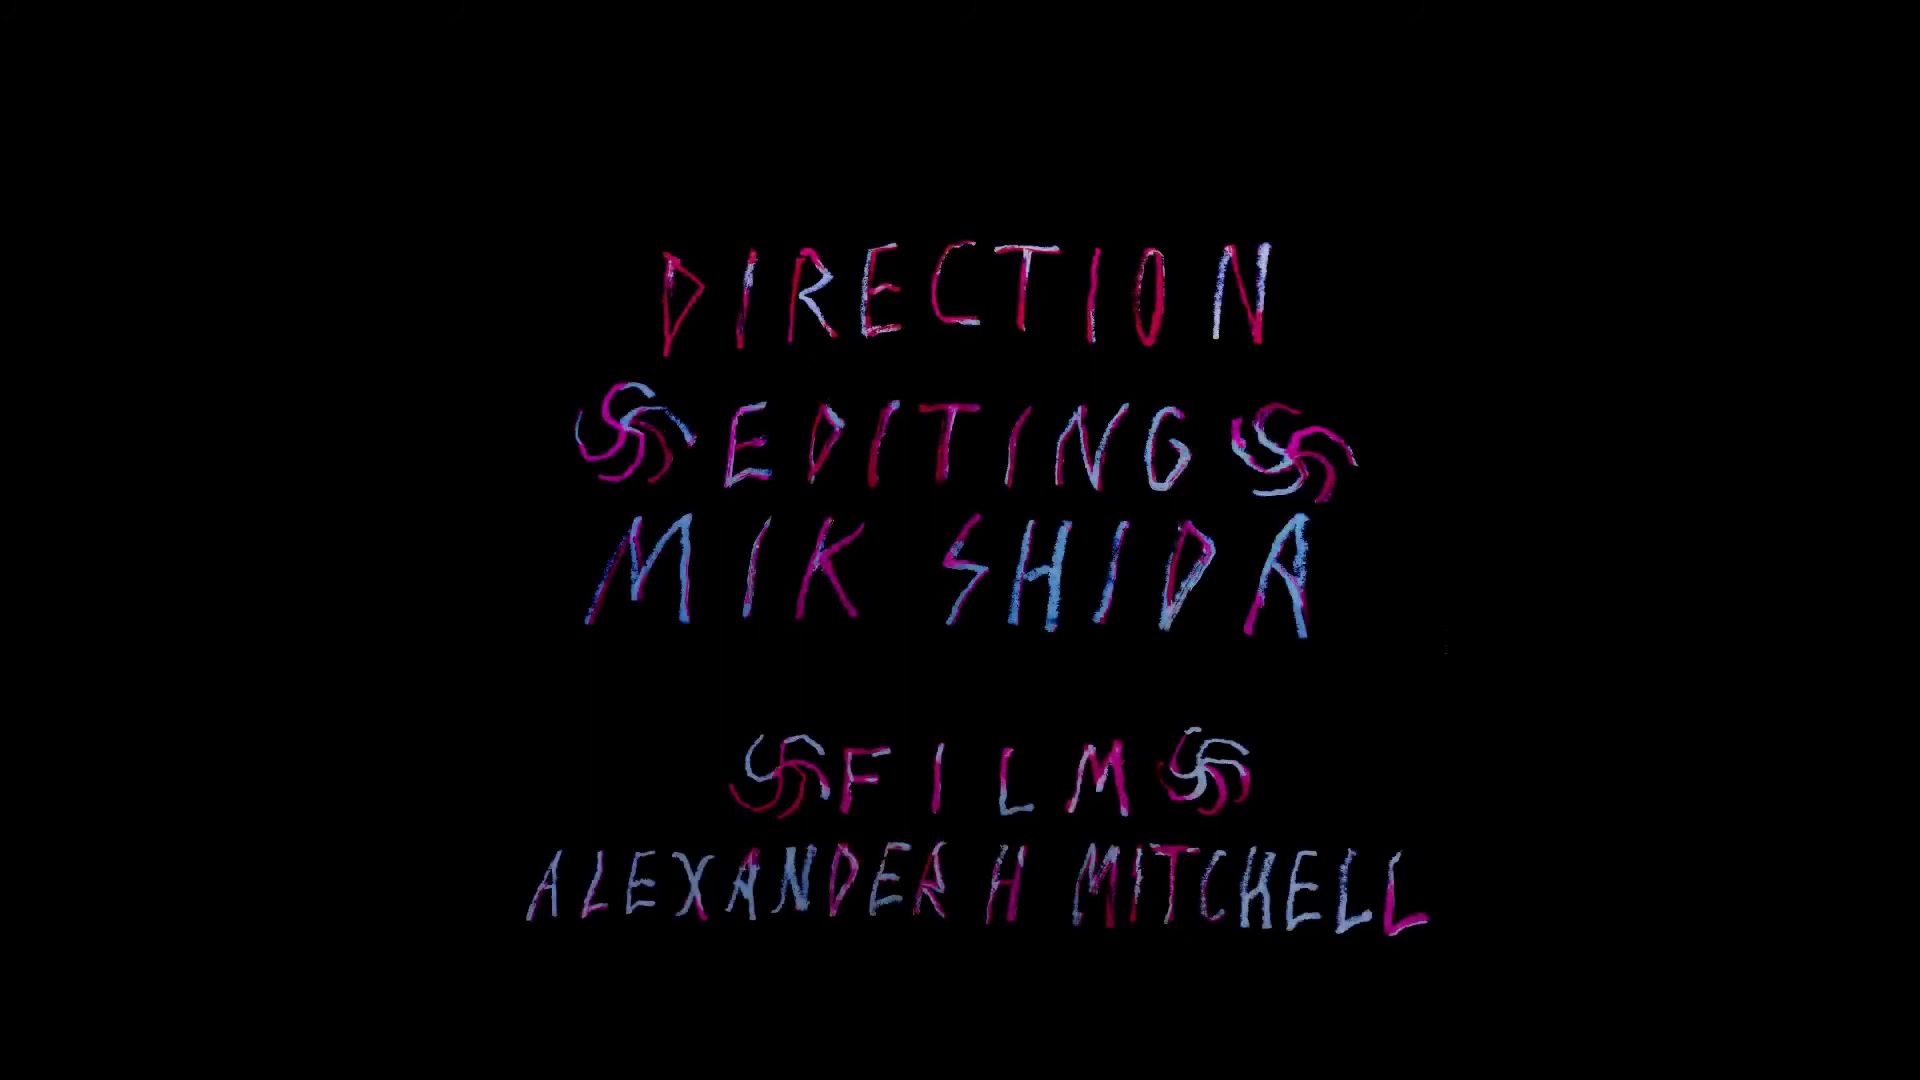 DIRECTION
EDITING
MIK SHIDA
FILM
ALEXANDER H MITCHELL